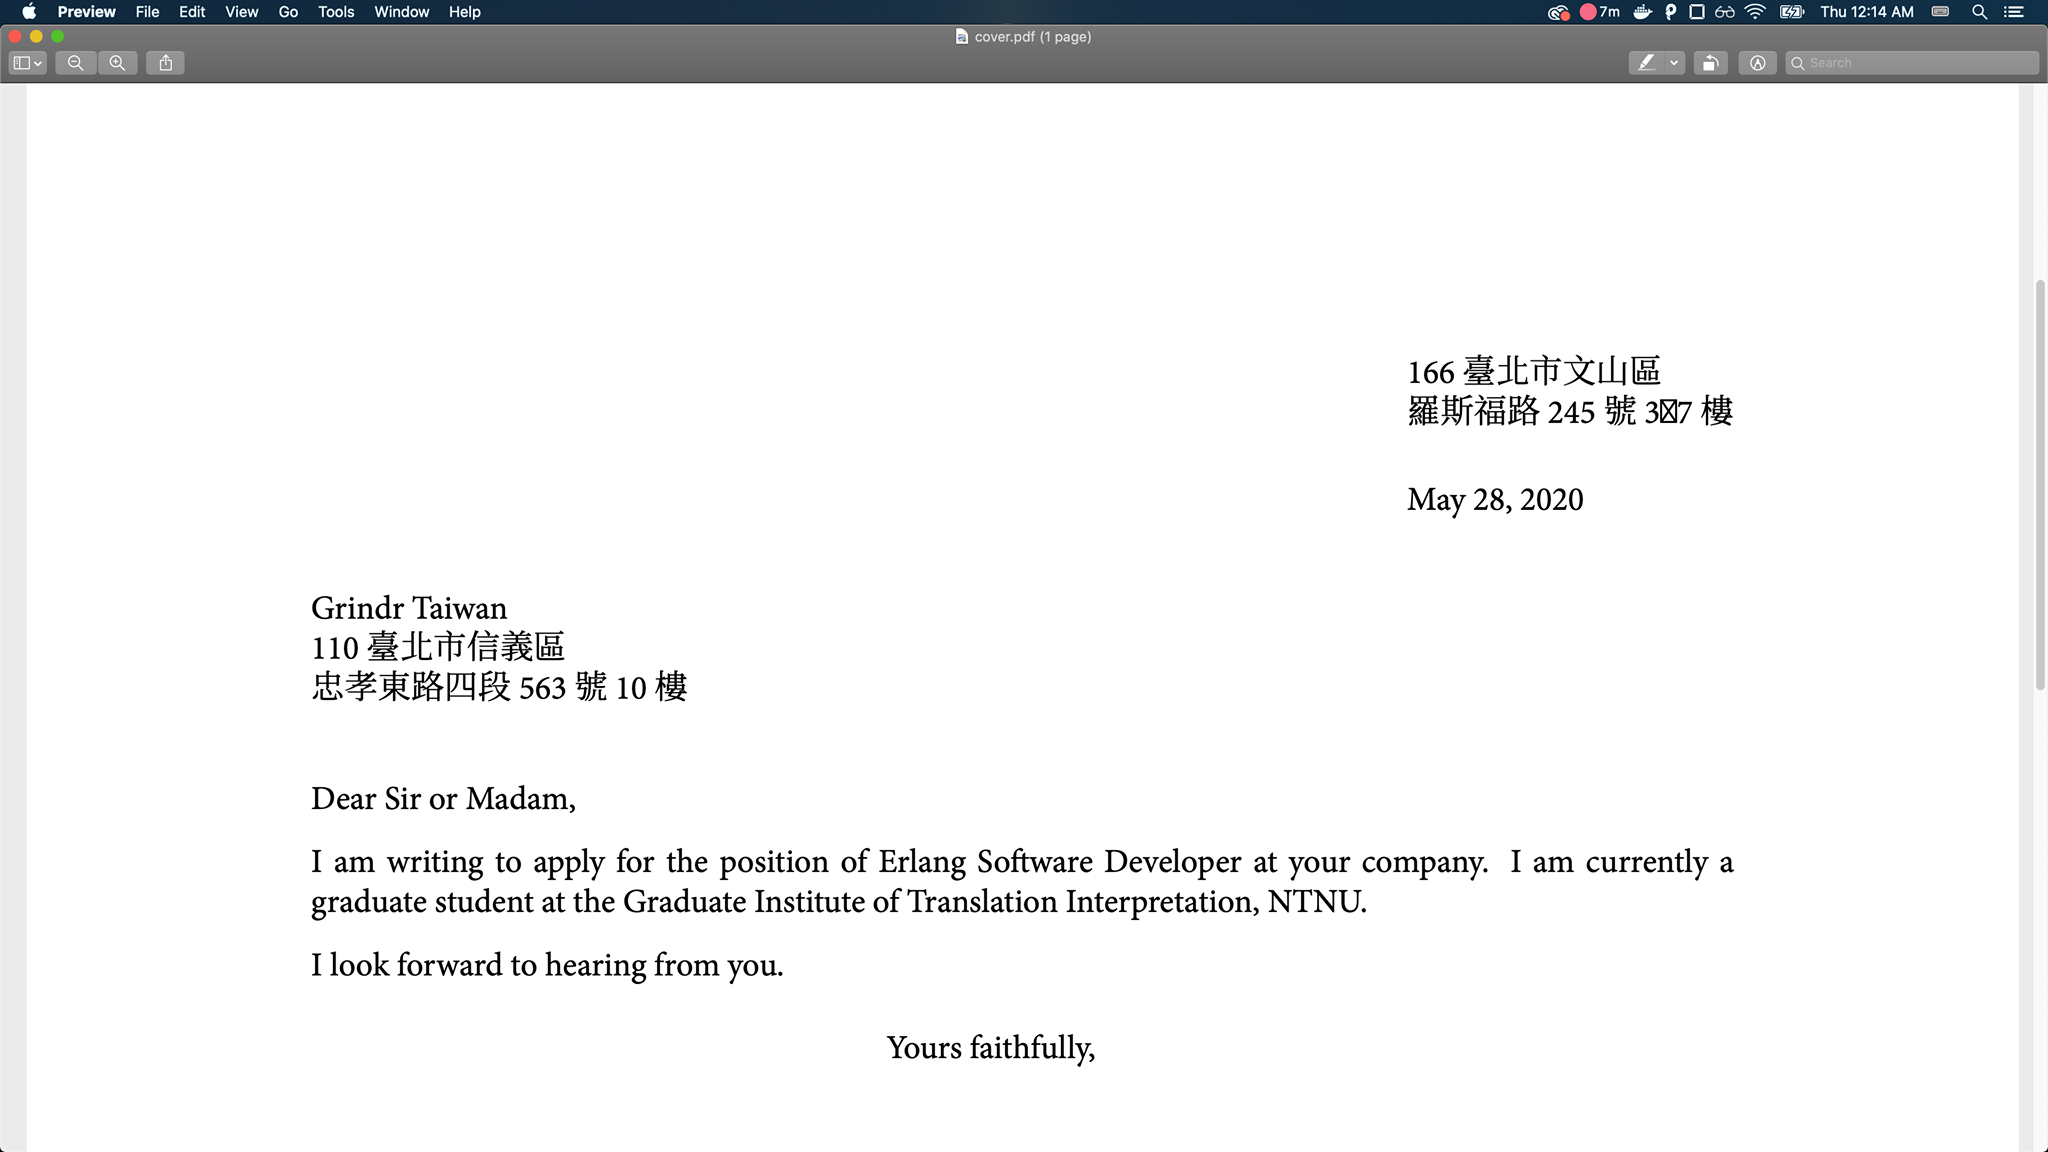 Preview File Edit View Go Tools Window Help 7m Thu 12:14 AM
cover.pdf (1 page)
Search
166 臺北市文山區
羅斯福路 245 號 3☒7 樓
May 28, 2020
Grindr Taiwan
110 臺北市信義區
忠孝東路四段 563 號 10 樓
Dear Sir or Madam,
I am writing to apply for the position of Erlang Software Developer at your company. I am currently a
graduate student at the Graduate Institute of Translation Interpretation, NTNU.
I look forward to hearing from you.
Yours faithfully,